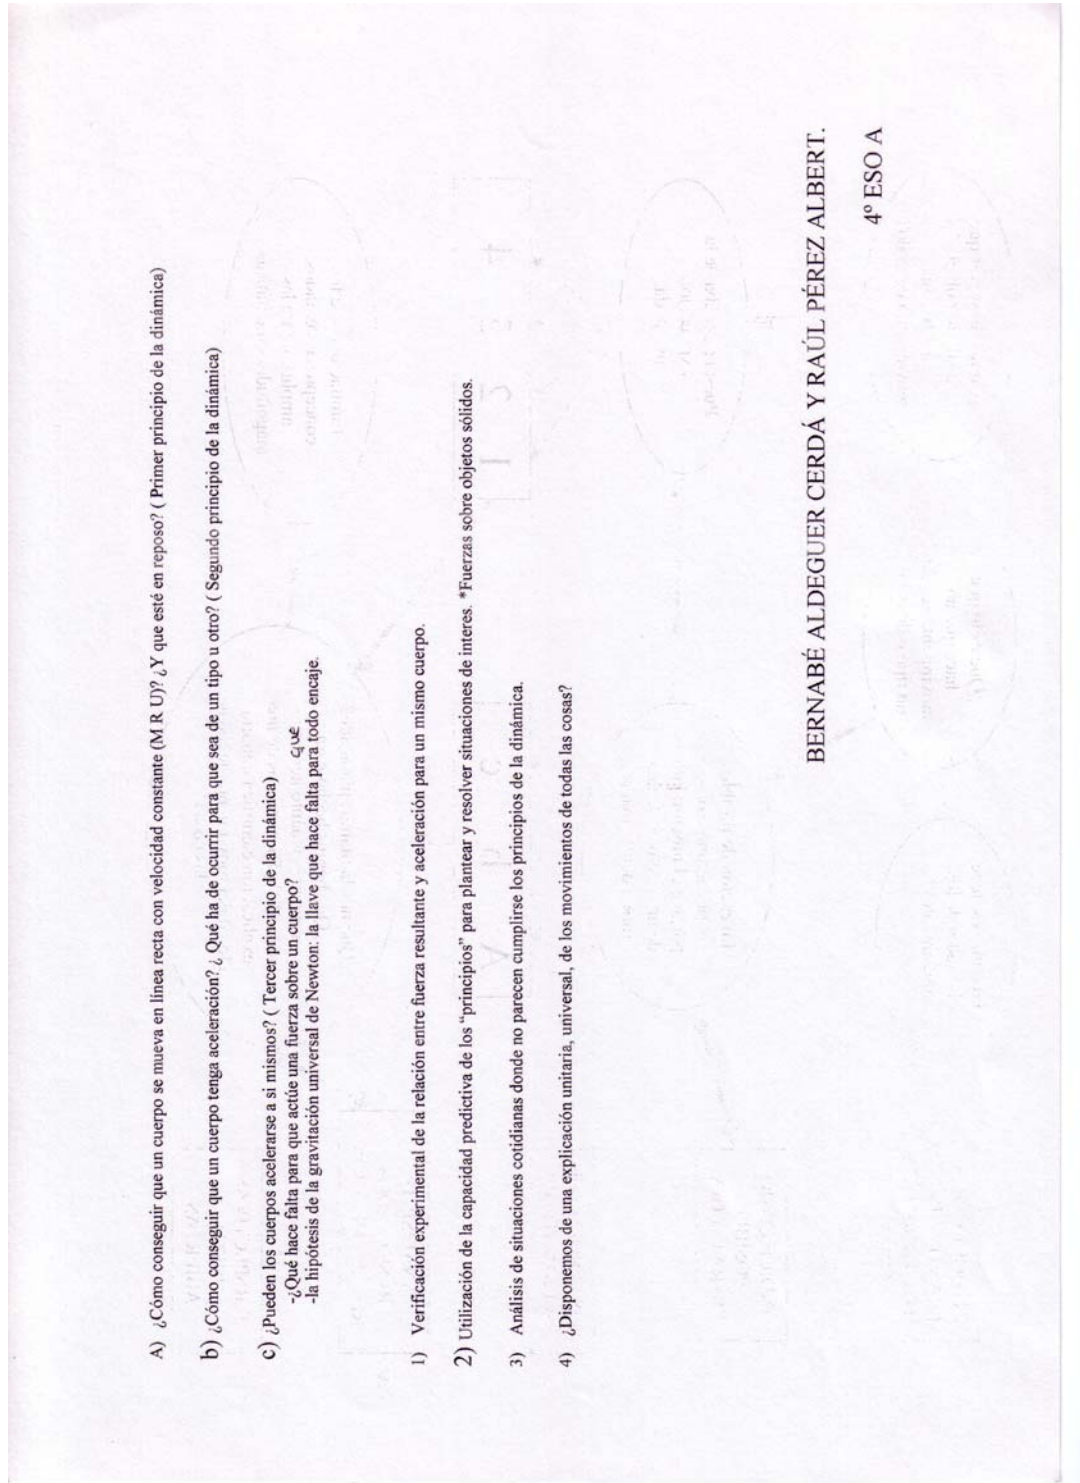 A) ¿Cómo conseguir que un cuerpo se mueva en línea recta con velocidad constante (M R U)? ¿Y que esté en reposo? ( Primer principio de la dinámica)
b) ¿Cómo conseguir que un cuerpo tenga aceleración? ¿ Qué ha de ocurrir para que sea de un tipo u otro? ( Segundo principio de la dinámica)
c) ¿Pueden los cuerpos acelerarse a si mismos? ( Tercer principio de la dinámica)
-¿Qué hace falta para que actúe una fuerza sobre un cuerpo?
que
-la hipótesis de la gravitación universal de Newton: la llave que hace falta para todo encaje.
1) Verificación experimental de la relación entre fuerza resultante y aceleración para un mismo cuerpo.
2) Utilización de la capacidad predictiva de los “principios” para plantear y resolver situaciones de interes. *Fuerzas sobre objetos sólidos.
3) Análisis de situaciones cotidianas donde no parecen cumplirse los principios de la dinámica.
4) ¿Disponemos de una explicación unitaria, universal, de los movimientos de todas las cosas?
BERNABÉ ALDEGUER CERDÁ Y RAÚL PÉREZ ALBERT.
4º ESO A